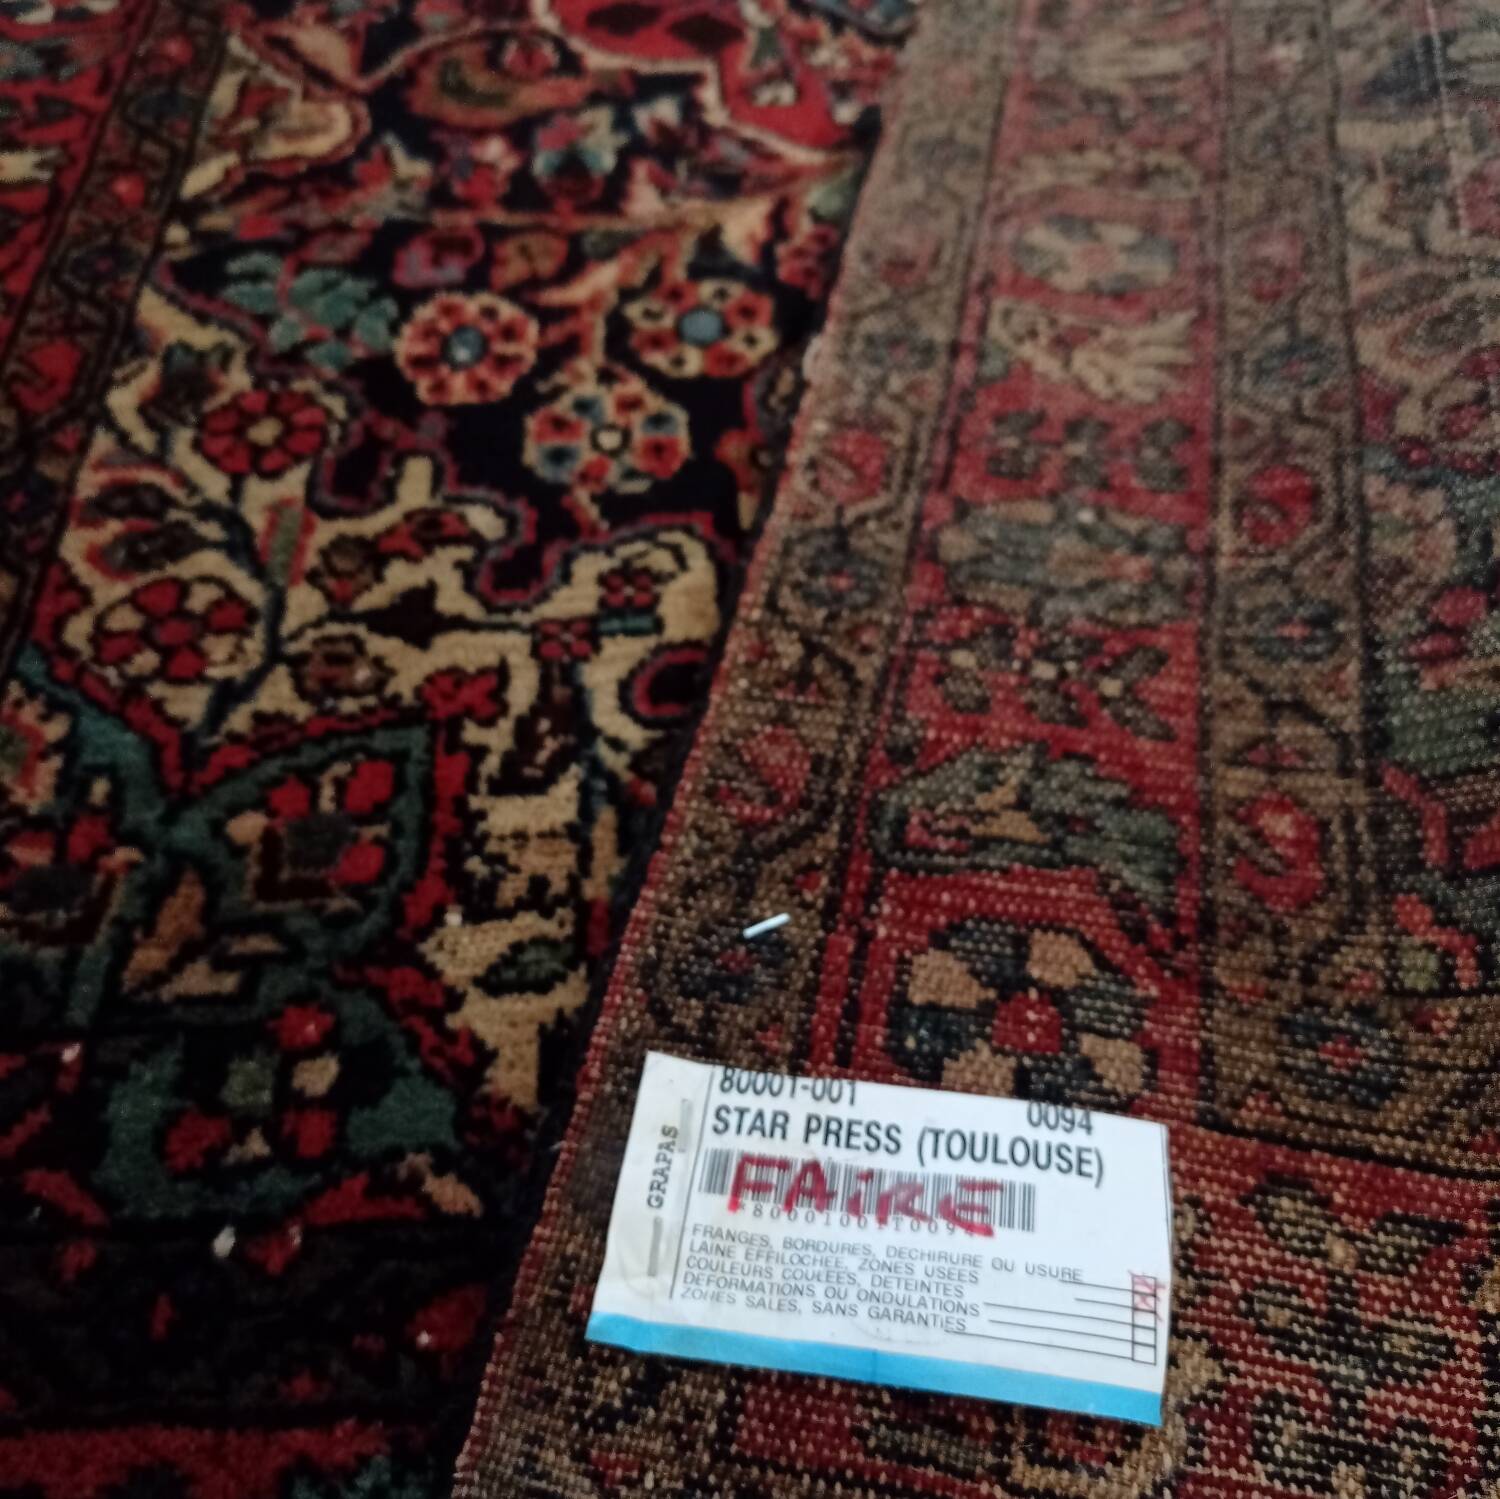 80001-001
0094
STAR PRESS (TOULOUSE)
FAiRE
GRAPAS
FRANGES, BORDURES, DECHIRURE OU USURE
LAINE EFFILOCHEE, ZONES USEES
COULEURS COULEES, DETEINTES
DEFORMATIONS OU ONDULATIONS
ZONES SALES, SANS GARANTIES